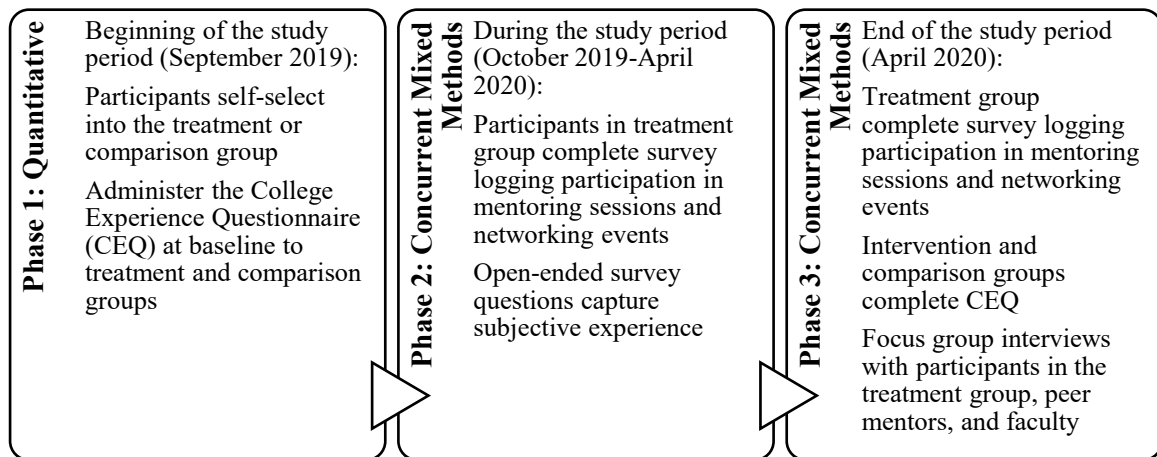 Phase 1: Quantitative
Beginning of the study
period (September 2019):
Participants self-select
into the treatment or
comparison group
Administer the College
Experience Questionnaire
(CEQ) at baseline to
treatment and comparison
groups
Phase 2: Concurrent Mixed
Methods
During the study period
(October 2019-April
2020):
Participants in treatment
group complete survey
logging participation in
mentoring sessions and
networking events
Open-ended survey
questions capture
subjective experience
Phase 3: Concurrent Mixed
Methods
End of the study period
(April 2020):
Treatment group
complete survey logging
participation in mentoring
sessions and networking
events
Intervention and
comparison groups
complete CEQ
Focus group interviews
with participants in the
treatment group, peer
mentors, and faculty